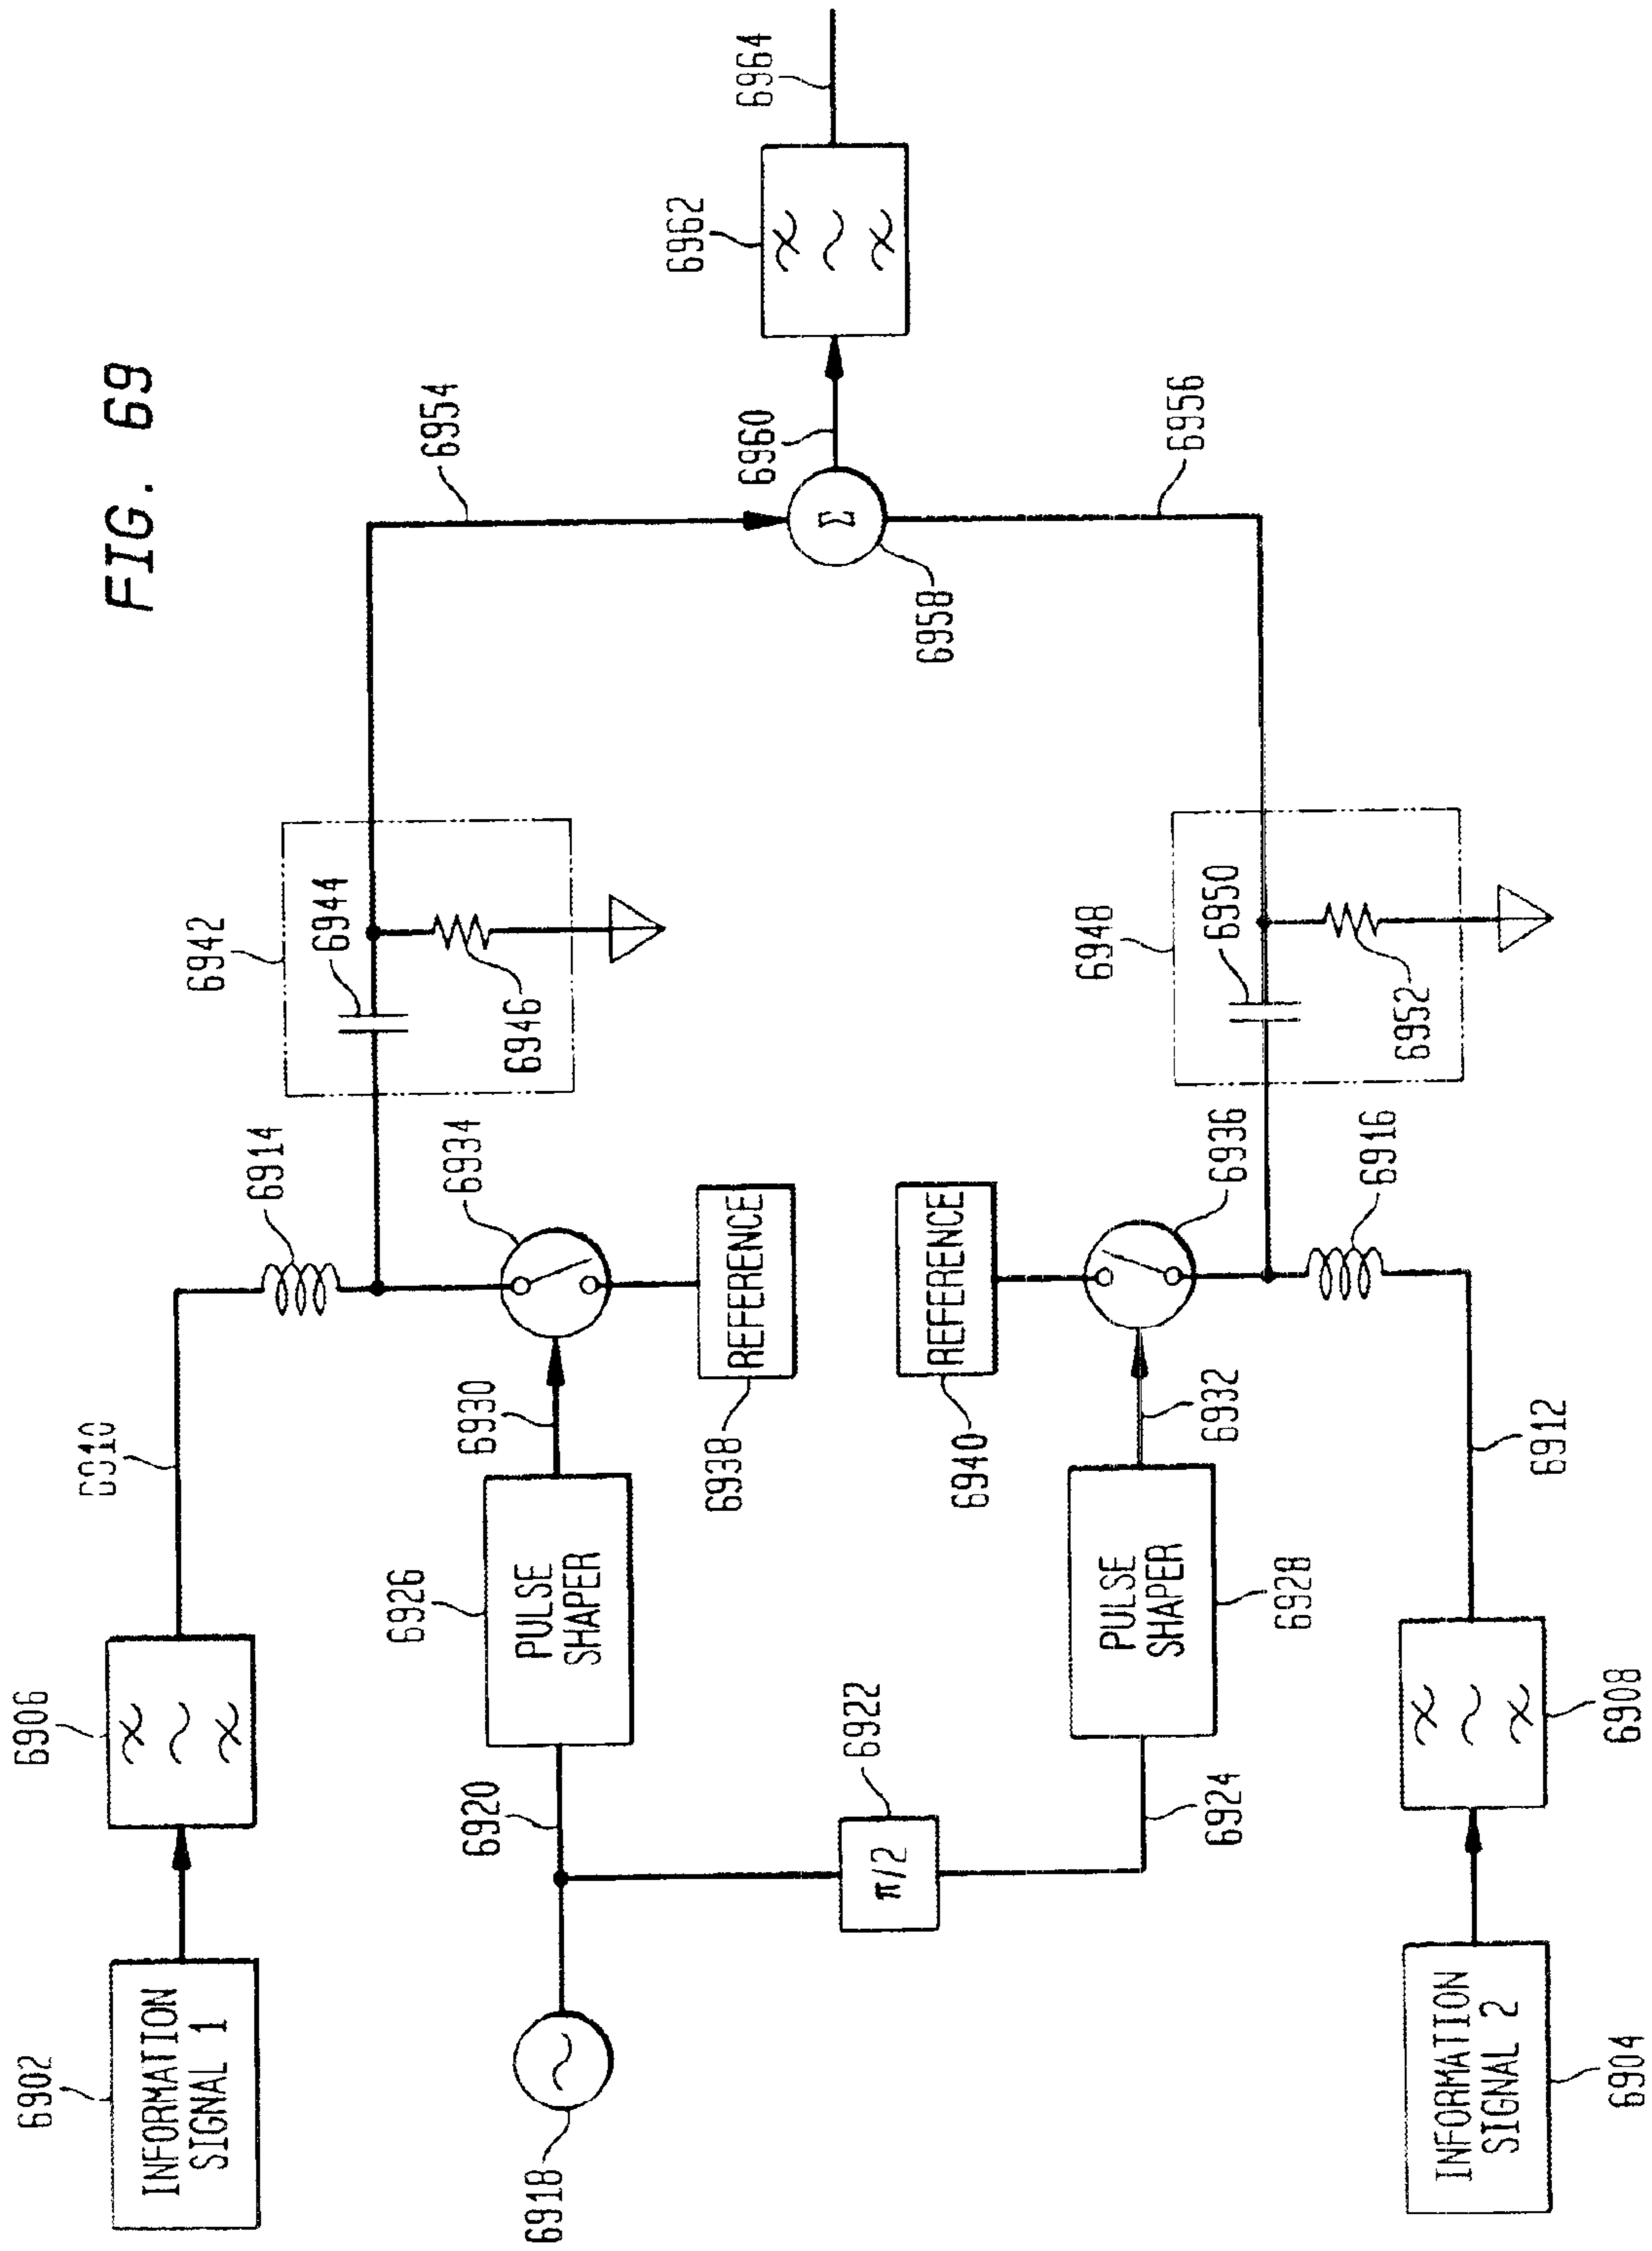 FIG. 69
6902
INFORMATION
SIGNAL 1
6906
6910
6914
6942
6944
6946
6954
6918
6920
6926
PULSE
SHAPER
6930
6934
6938
REFERENCE
6922
π/2
6958
Σ
6960
6962
6964
6924
6928
PULSE
SHAPER
6932
6936
6940
REFERENCE
6948
6950
6952
6956
6904
INFORMATION
SIGNAL 2
6908
6912
6916